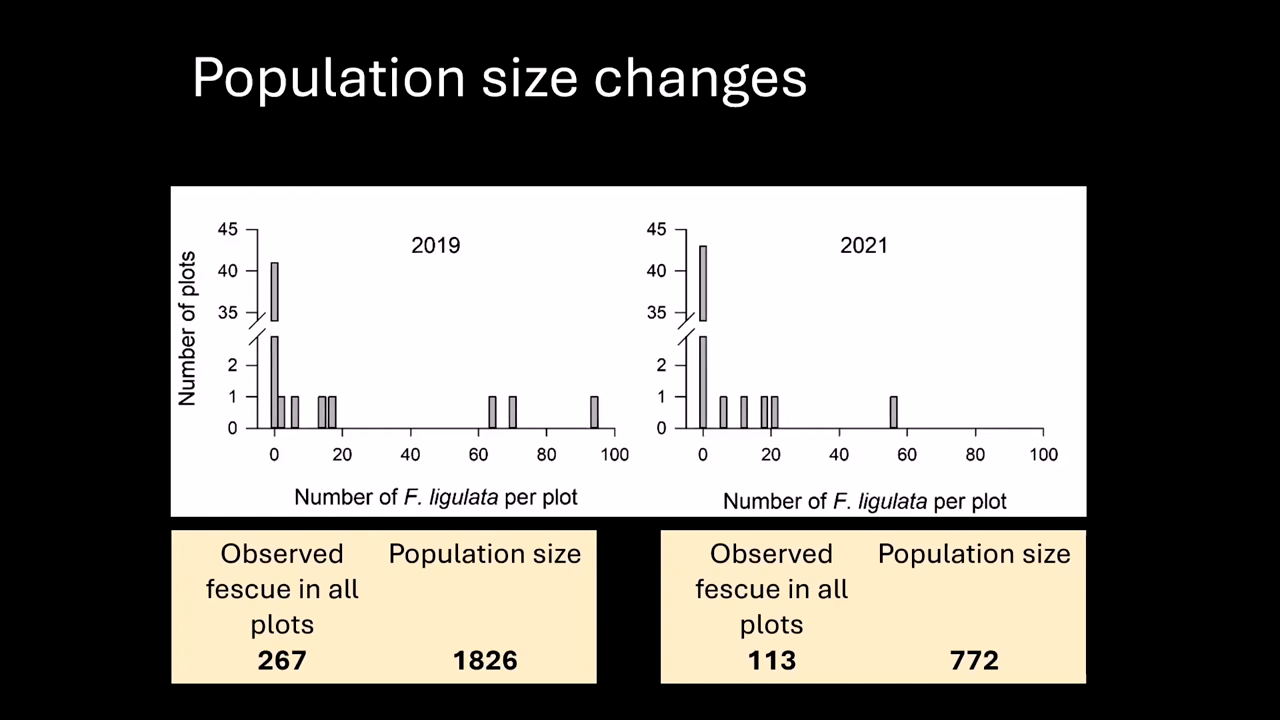 Population size changes
2019
2021
Number of plots
45
40
35
2
1
0
0 20 40 60 80 100
Number of F. ligulata per plot
45
40
35
2
1
0
0 20 40 60 80 100
Number of F. ligulata per plot
Observed
fescue in all
plots
267
Population size
1826
Observed
fescue in all
plots
113
Population size
772